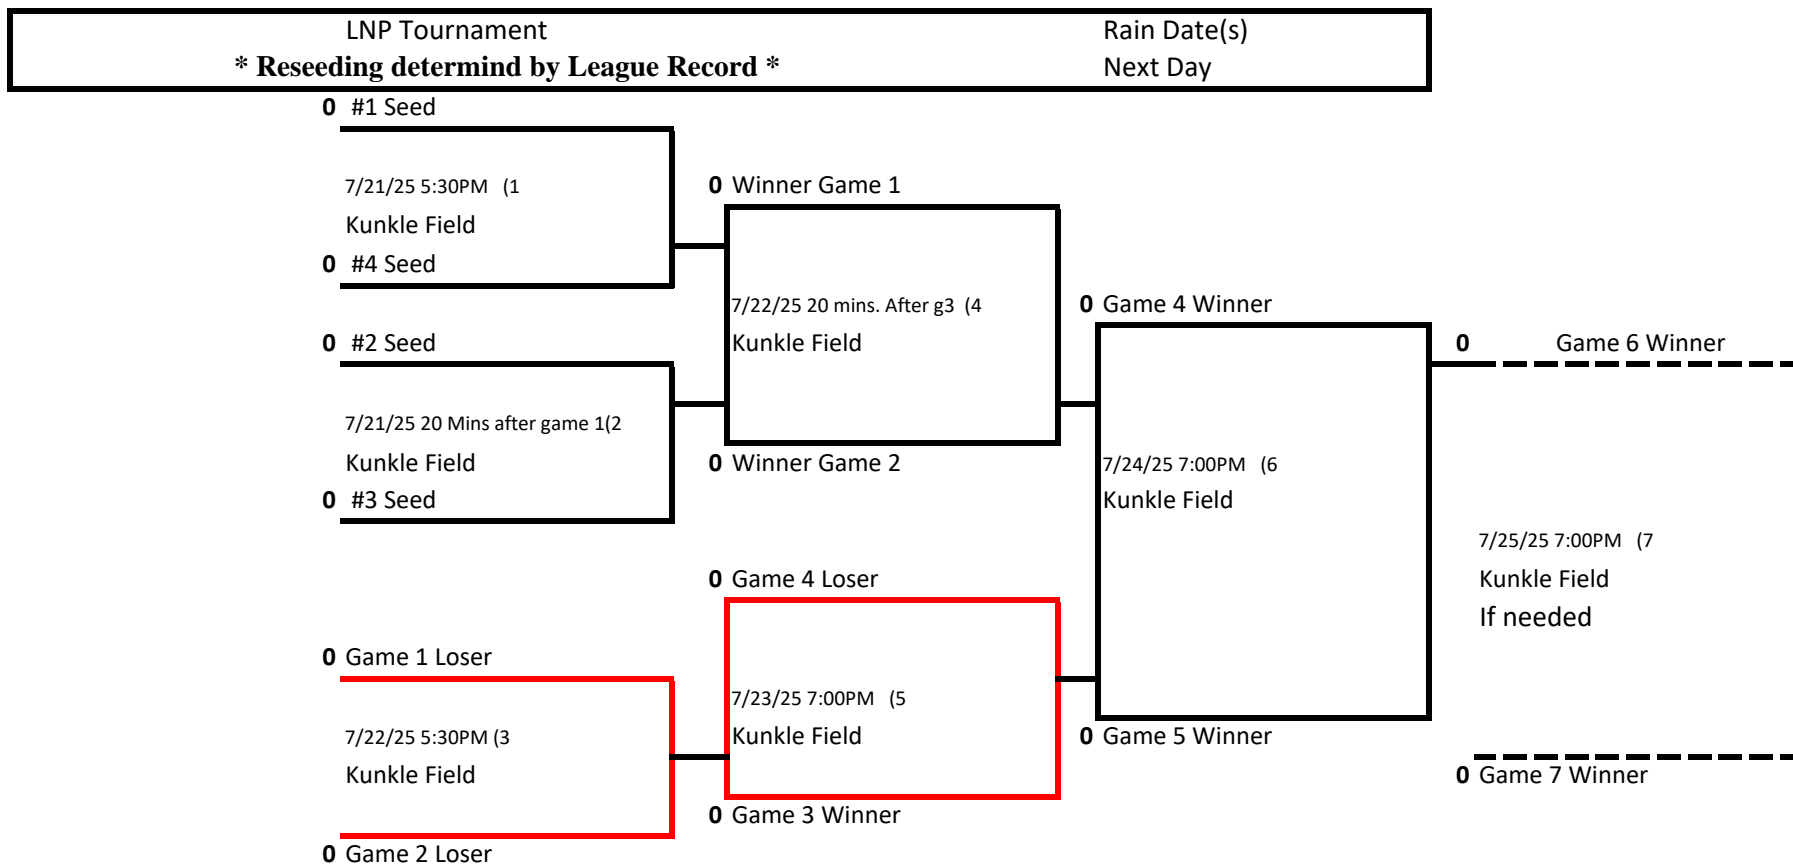 LNP Tournament Rain Date(s)
* Reseeding determind by League Record * Next Day
0 #1 Seed
7/21/25 5:30PM (1
Kunkle Field
0 #4 Seed
0 #2 Seed
7/21/25 20 Mins after game 1(2
Kunkle Field
0 #3 Seed
0 Game 1 Loser
7/22/25 5:30PM (3
Kunkle Field
0 Game 2 Loser
0 Winner Game 1
7/22/25 20 mins. After g3 (4
Kunkle Field
0 Winner Game 2
0 Game 4 Loser
7/23/25 7:00PM (5
Kunkle Field
0 Game 3 Winner
0 Game 4 Winner
7/24/25 7:00PM (6
Kunkle Field
0 Game 5 Winner
0 Game 6 Winner
7/25/25 7:00PM (7
Kunkle Field
If needed
0 Game 7 Winner